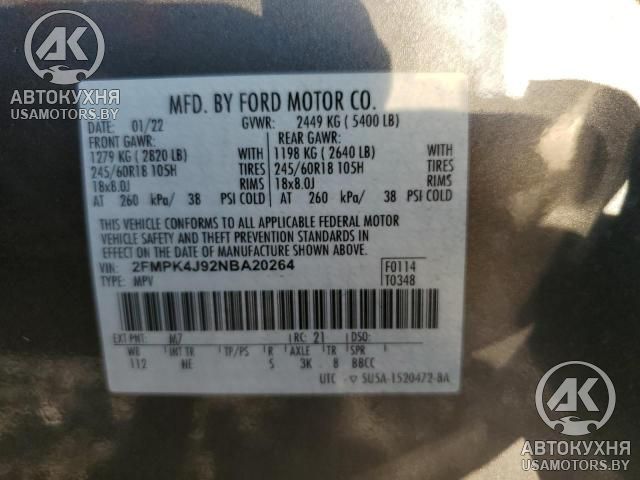 АК
АВТОКУХНЯ
USAMOTORS.BY
MFD. BY FORD MOTOR CO.
DATE: 01/22 GVWR: 2449 KG ( 5400 LB)
FRONT GAWR: REAR GAWR:
1279 KG ( 2820 LB) WITH 1198 KG ( 2640 LB) WITH
245/60R18 105H TIRES 245/60R18 105H TIRES
18x8.0J RIMS 18x8.0J RIMS
AT 260 kPa/ 38 PSI COLD AT 260 kPa/ 38 PSI COLD
THIS VEHICLE CONFORMS TO ALL APPLICABLE FEDERAL MOTOR
VEHICLE SAFETY AND THEFT PREVENTION STANDARDS IN
EFFECT ON THE DATE OF MANUFACTURE SHOWN ABOVE.
VIN: 2FMPK4J92NBA20264 F0114
TYPE: MPV T0348
EXT PNT: M7 RC: 21 DSO:
WB INT TR TP/PS R AXLE TR SPR
112 NE S 3K 8 BBCC
UTC ▽ SU5A-1520472-BA
АК
АВТОКУХНЯ
USAMOTORS.BY